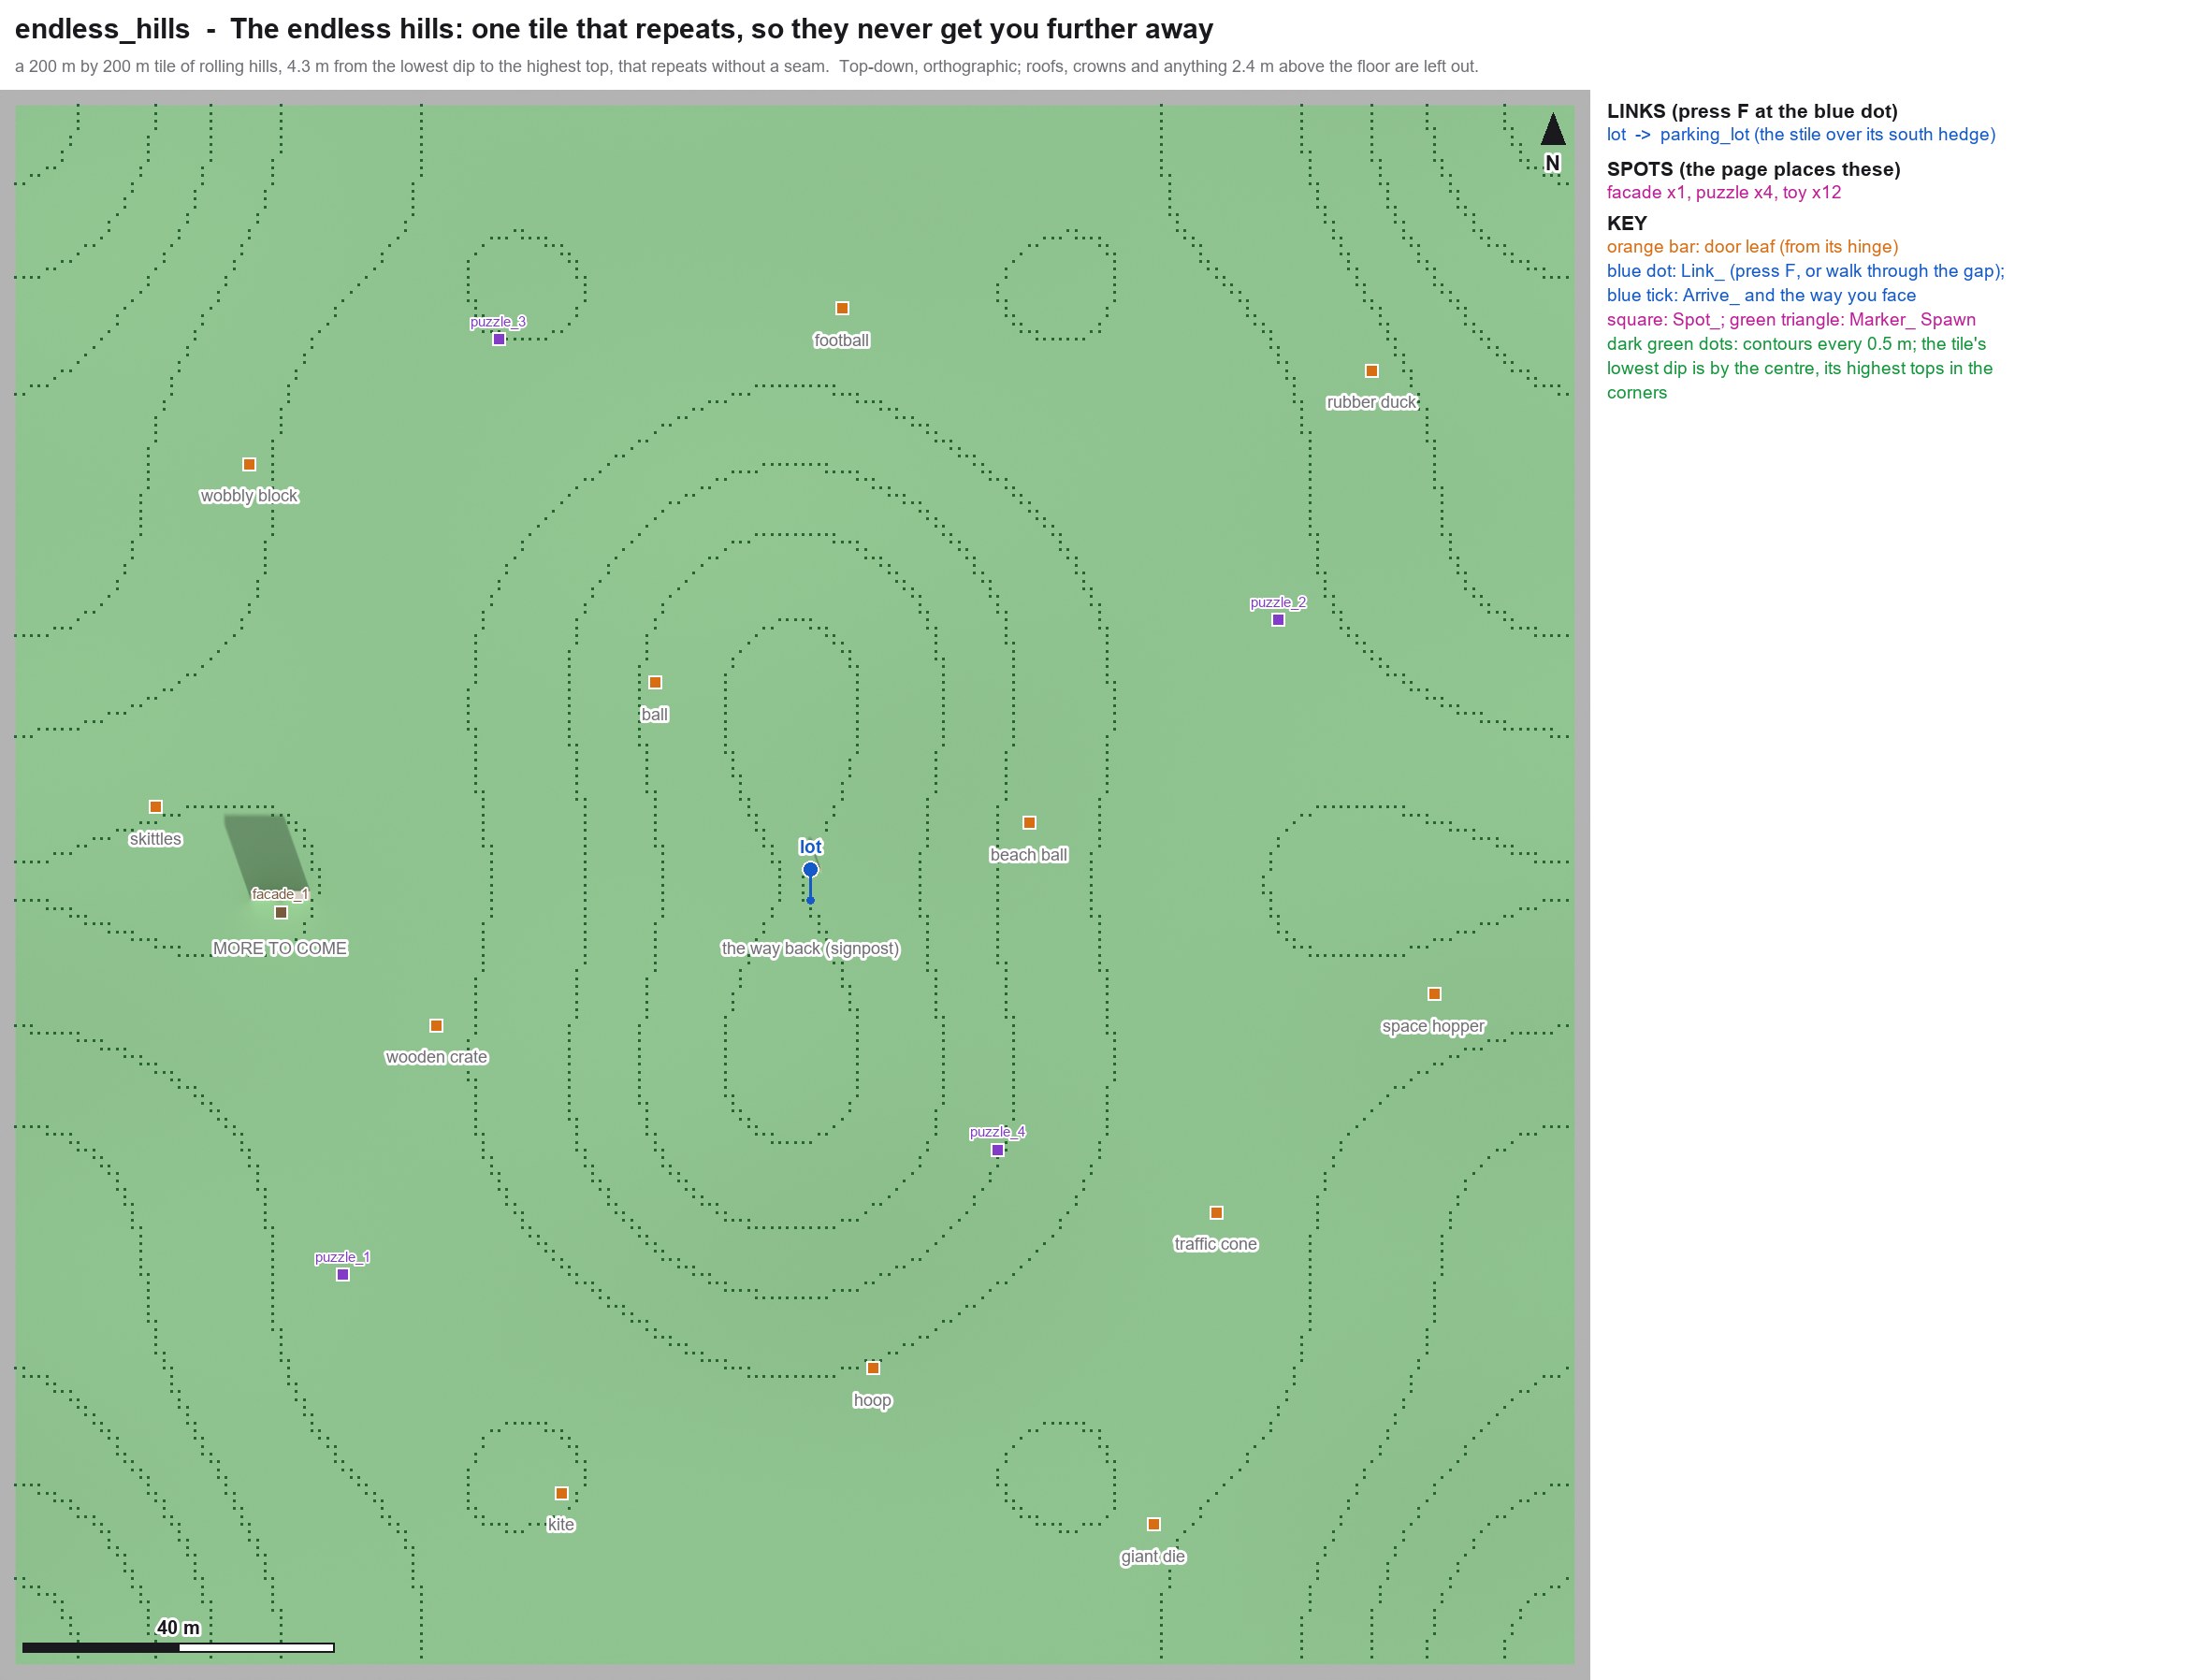 endless_hills - The endless hills: one tile that repeats, so they never get you further away
a 200 m by 200 m tile of rolling hills, 4.3 m from the lowest dip to the highest top, that repeats without a seam. Top-down, orthographic; roofs, crowns and anything 2.4 m above the floor are left out.
LINKS (press F at the blue dot)
lot -> parking_lot (the stile over its south hedge)
SPOTS (the page places these)
facade x1, puzzle x4, toy x12
KEY
orange bar: door leaf (from its hinge)
blue dot: Link_ (press F, or walk through the gap);
blue tick: Arrive_ and the way you face
square: Spot_; green triangle: Marker_ Spawn
dark green dots: contours every 0.5 m; the tile's
lowest dip is by the centre, its highest tops in the
corners
N
puzzle_3
football
rubber duck
wobbly block
puzzle_2
ball
skittles
lot
beach ball
facade_1
MORE TO COME
the way back (signpost)
space hopper
wooden crate
puzzle_4
traffic cone
puzzle_1
hoop
kite
giant die
40 m